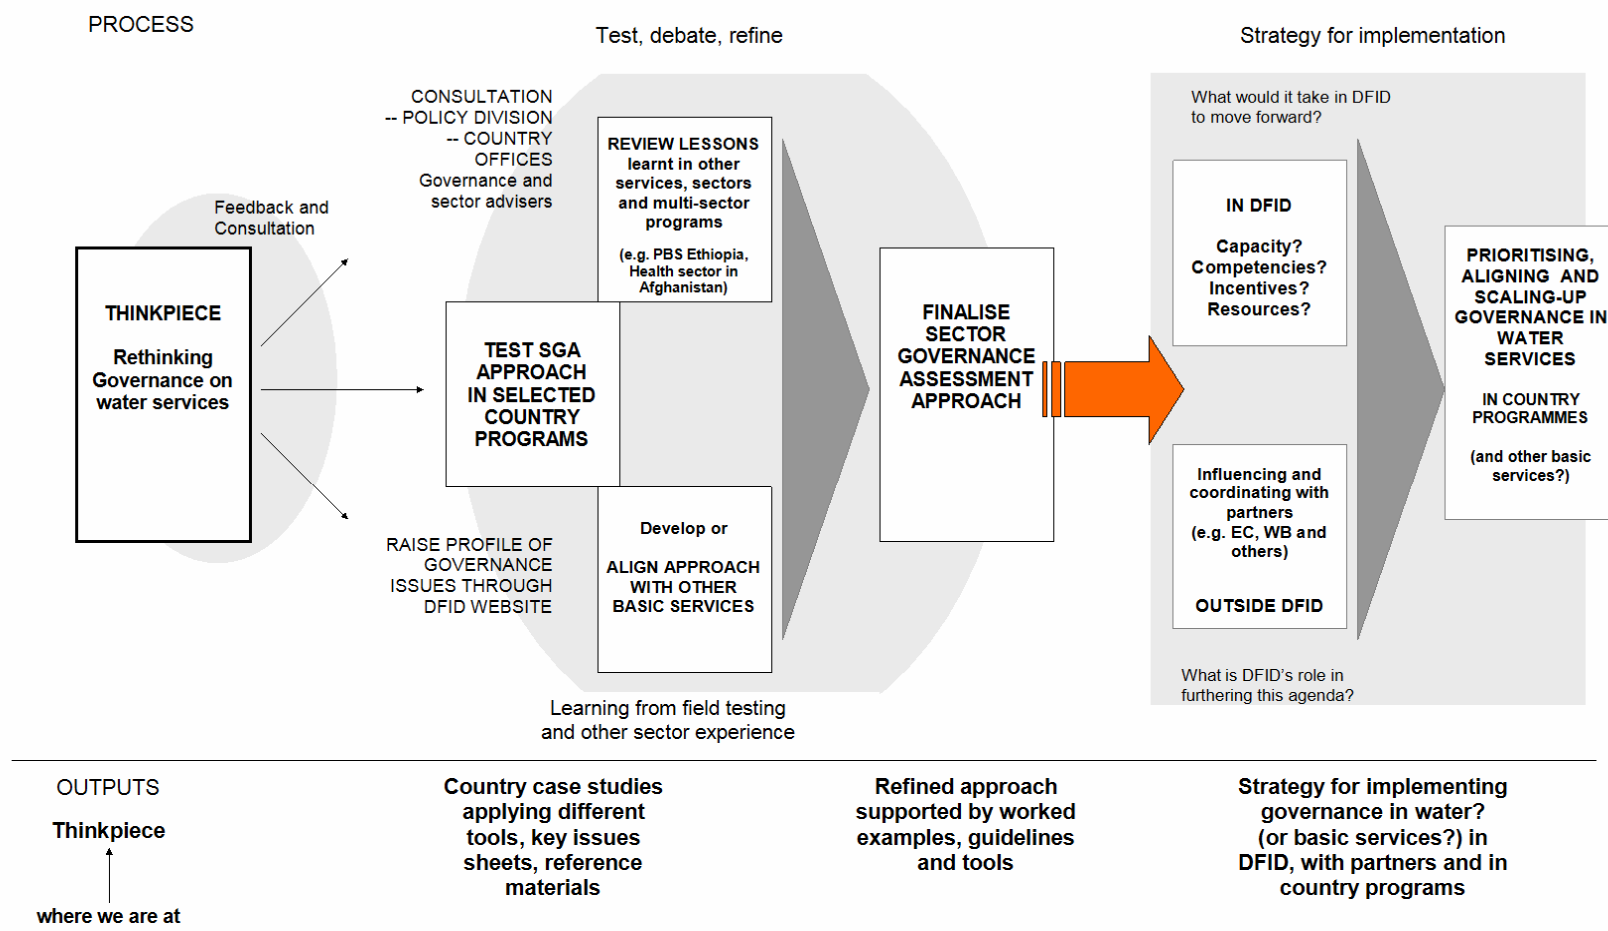 PROCESS
Test, debate, refine
Strategy for implementation
Feedback and
Consultation
THINKPIECE
Rethinking
Governance on
water services
CONSULTATION
-- POLICY DIVISION
-- COUNTRY
OFFICES
Governance and
sector advisers
REVIEW LESSONS
learnt in other
services, sectors
and multi-sector
programs
(e.g. PBS Ethiopia,
Health sector in
Afghanistan)
TEST SGA
APPROACH
IN SELECTED
COUNTRY
PROGRAMS
RAISE PROFILE OF
GOVERNANCE
ISSUES THROUGH
DFID WEBSITE
Develop or
ALIGN APPROACH
WITH OTHER
BASIC SERVICES
Learning from field testing
and other sector experience
FINALISE
SECTOR
GOVERNANCE
ASSESSMENT
APPROACH
What would it take in DFID
to move forward?
IN DFID
Capacity?
Competencies?
Incentives?
Resources?
Influencing and
coordinating with
partners
(e.g. EC, WB and
others)
OUTSIDE DFID
What is DFID's role in
furthering this agenda?
PRIORITISING,
ALIGNING AND
SCALING-UP
GOVERNANCE IN
WATER
SERVICES
IN COUNTRY
PROGRAMMES
(and other basic
services?)
OUTPUTS
Thinkpiece
where we are at
Country case studies
applying different
tools, key issues
sheets, reference
materials
Refined approach
supported by worked
examples, guidelines
and tools
Strategy for implementing
governance in water?
(or basic services?) in
DFID, with partners and in
country programs